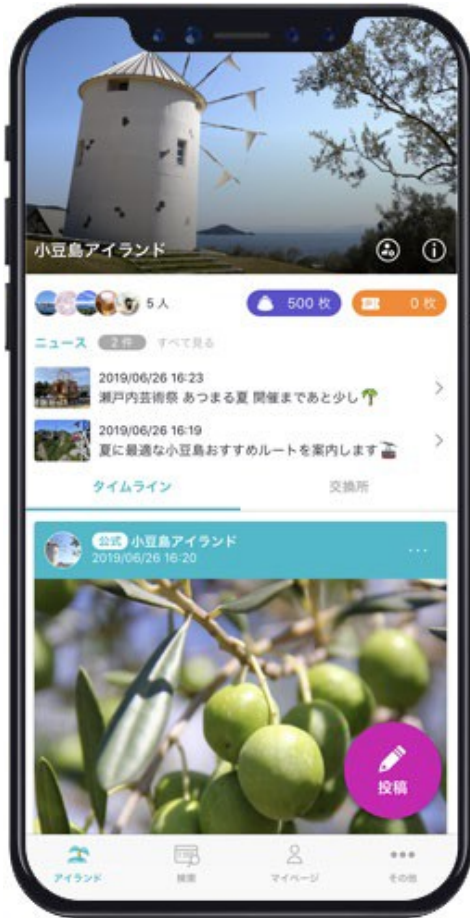 小豆島アイランド
5人
500 枚
0 枚
ニュース 2件 すべて見る
2019/06/26 16:23
瀬戸内芸術祭 あつまる夏 開催まであと少し🌴
2019/06/26 16:19
夏に最適な小豆島おすすめルートを案内します🚡
タイムライン 交換所
公式 小豆島アイランド
2019/06/26 16:20
投稿
アイランド 検索 マイページ その他